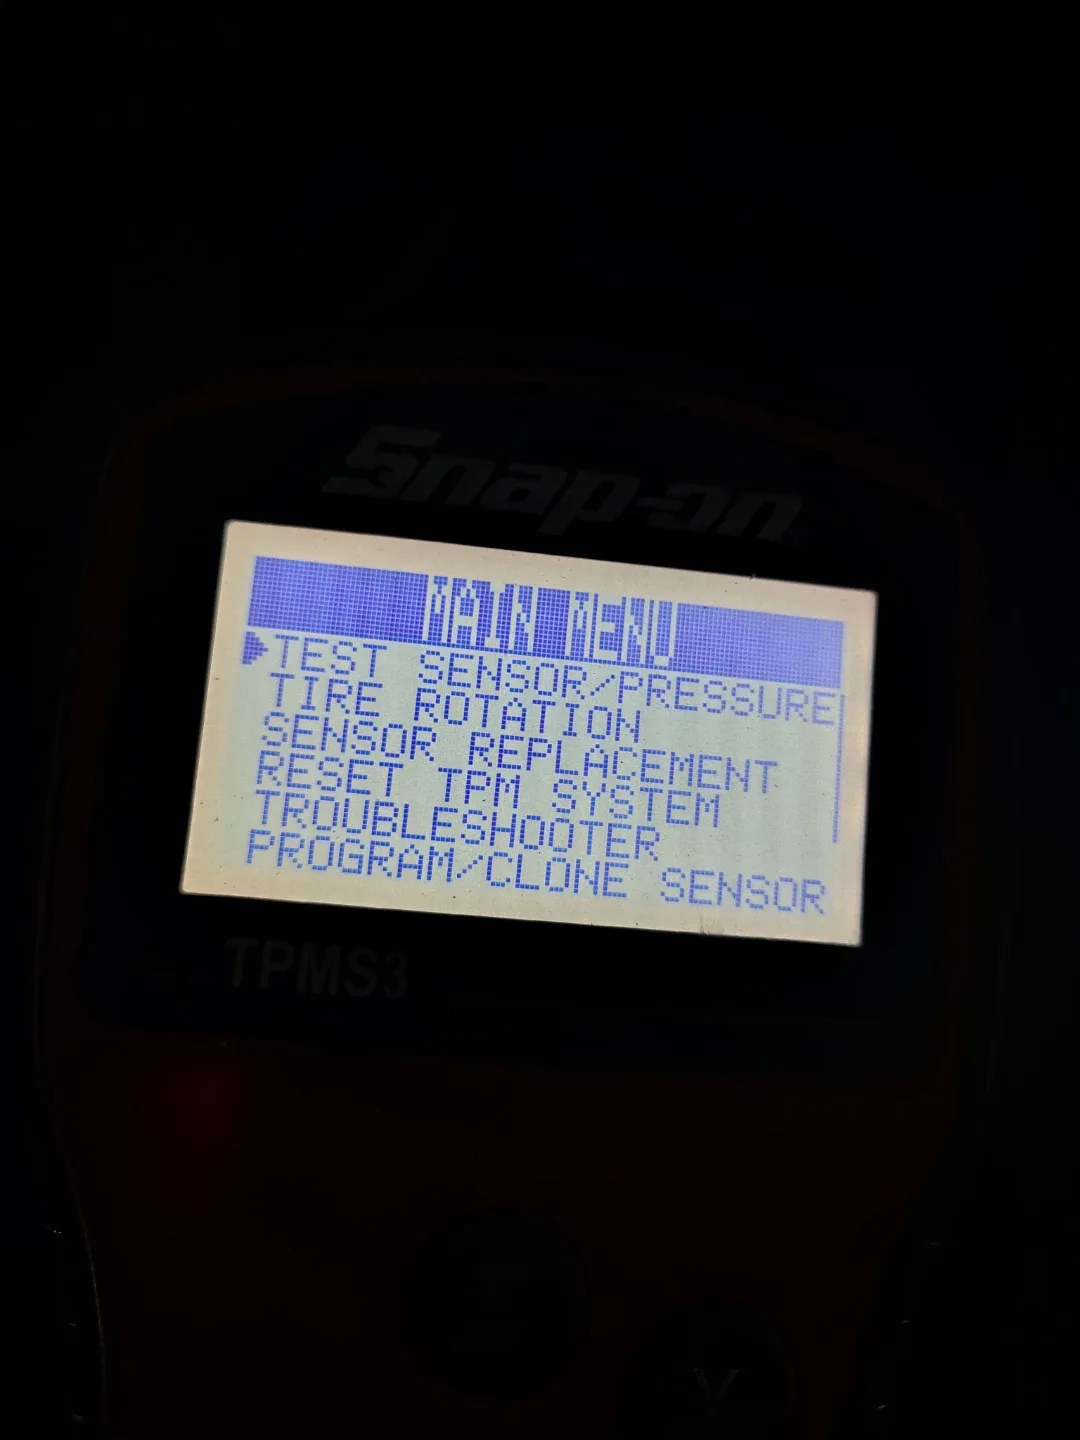 Snap-on
MAIN MENU
TEST SENSOR/PRESSURE
TIRE ROTATION
SENSOR REPLACEMENT
RESET TPM SYSTEM
TROUBLESHOOTER
PROGRAM/CLONE SENSOR
TPMS3
Y